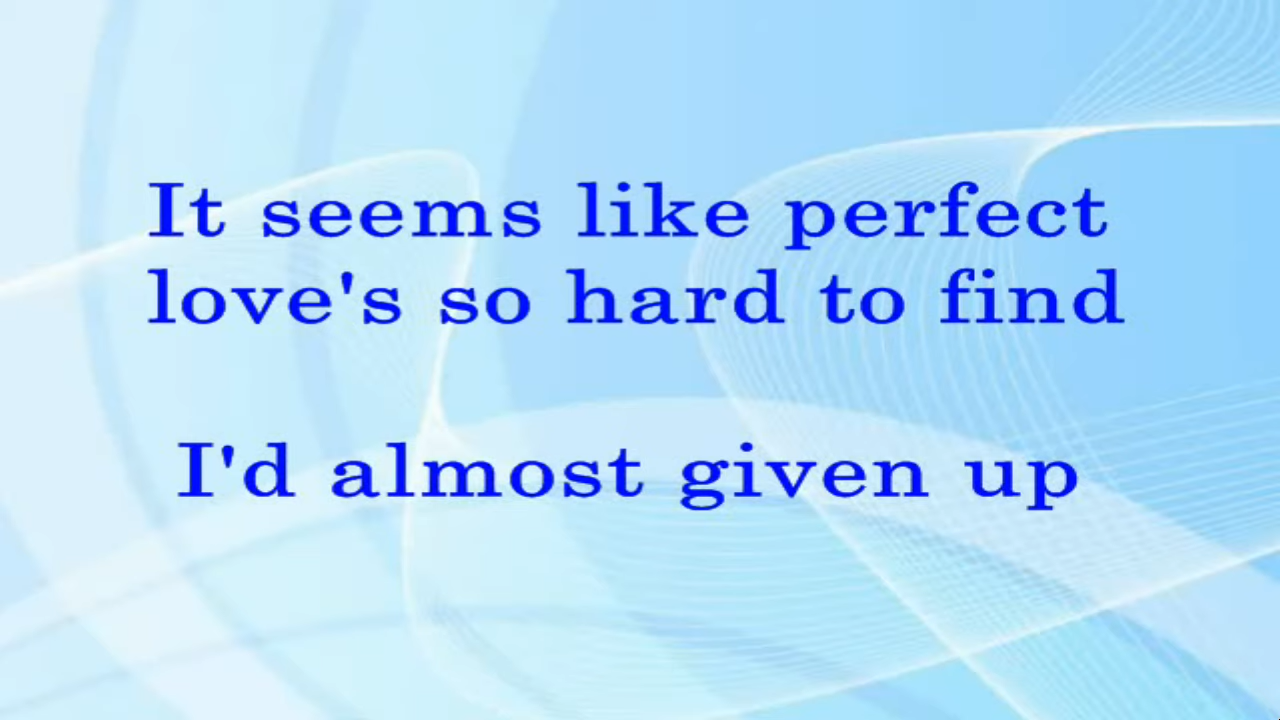 It seems like perfect
love's so hard to find
I'd almost given up